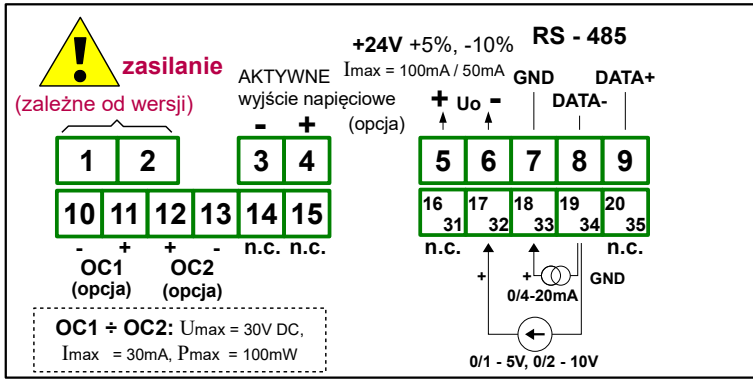 zasilanie
(zależne od wersji)
AKTYWNE
wyjście napięciowe
(opcja)
- +
+24V +5%, -10%
Imax = 100mA / 50mA
+ Uo -
RS - 485
GND
DATA-
DATA+
1 2 3 4 5 6 7 8 9
10 11 12 13 14 15
16 31 17 32 18 33 19 34 20 35
- + + - n.c. n.c.
OC1
(opcja)
OC2
(opcja)
n.c. n.c.
+ +
0/4-20mA
GND
0/1 - 5V, 0/2 - 10V
OC1 ÷ OC2: Umax = 30V DC,
Imax = 30mA, Pmax = 100mW